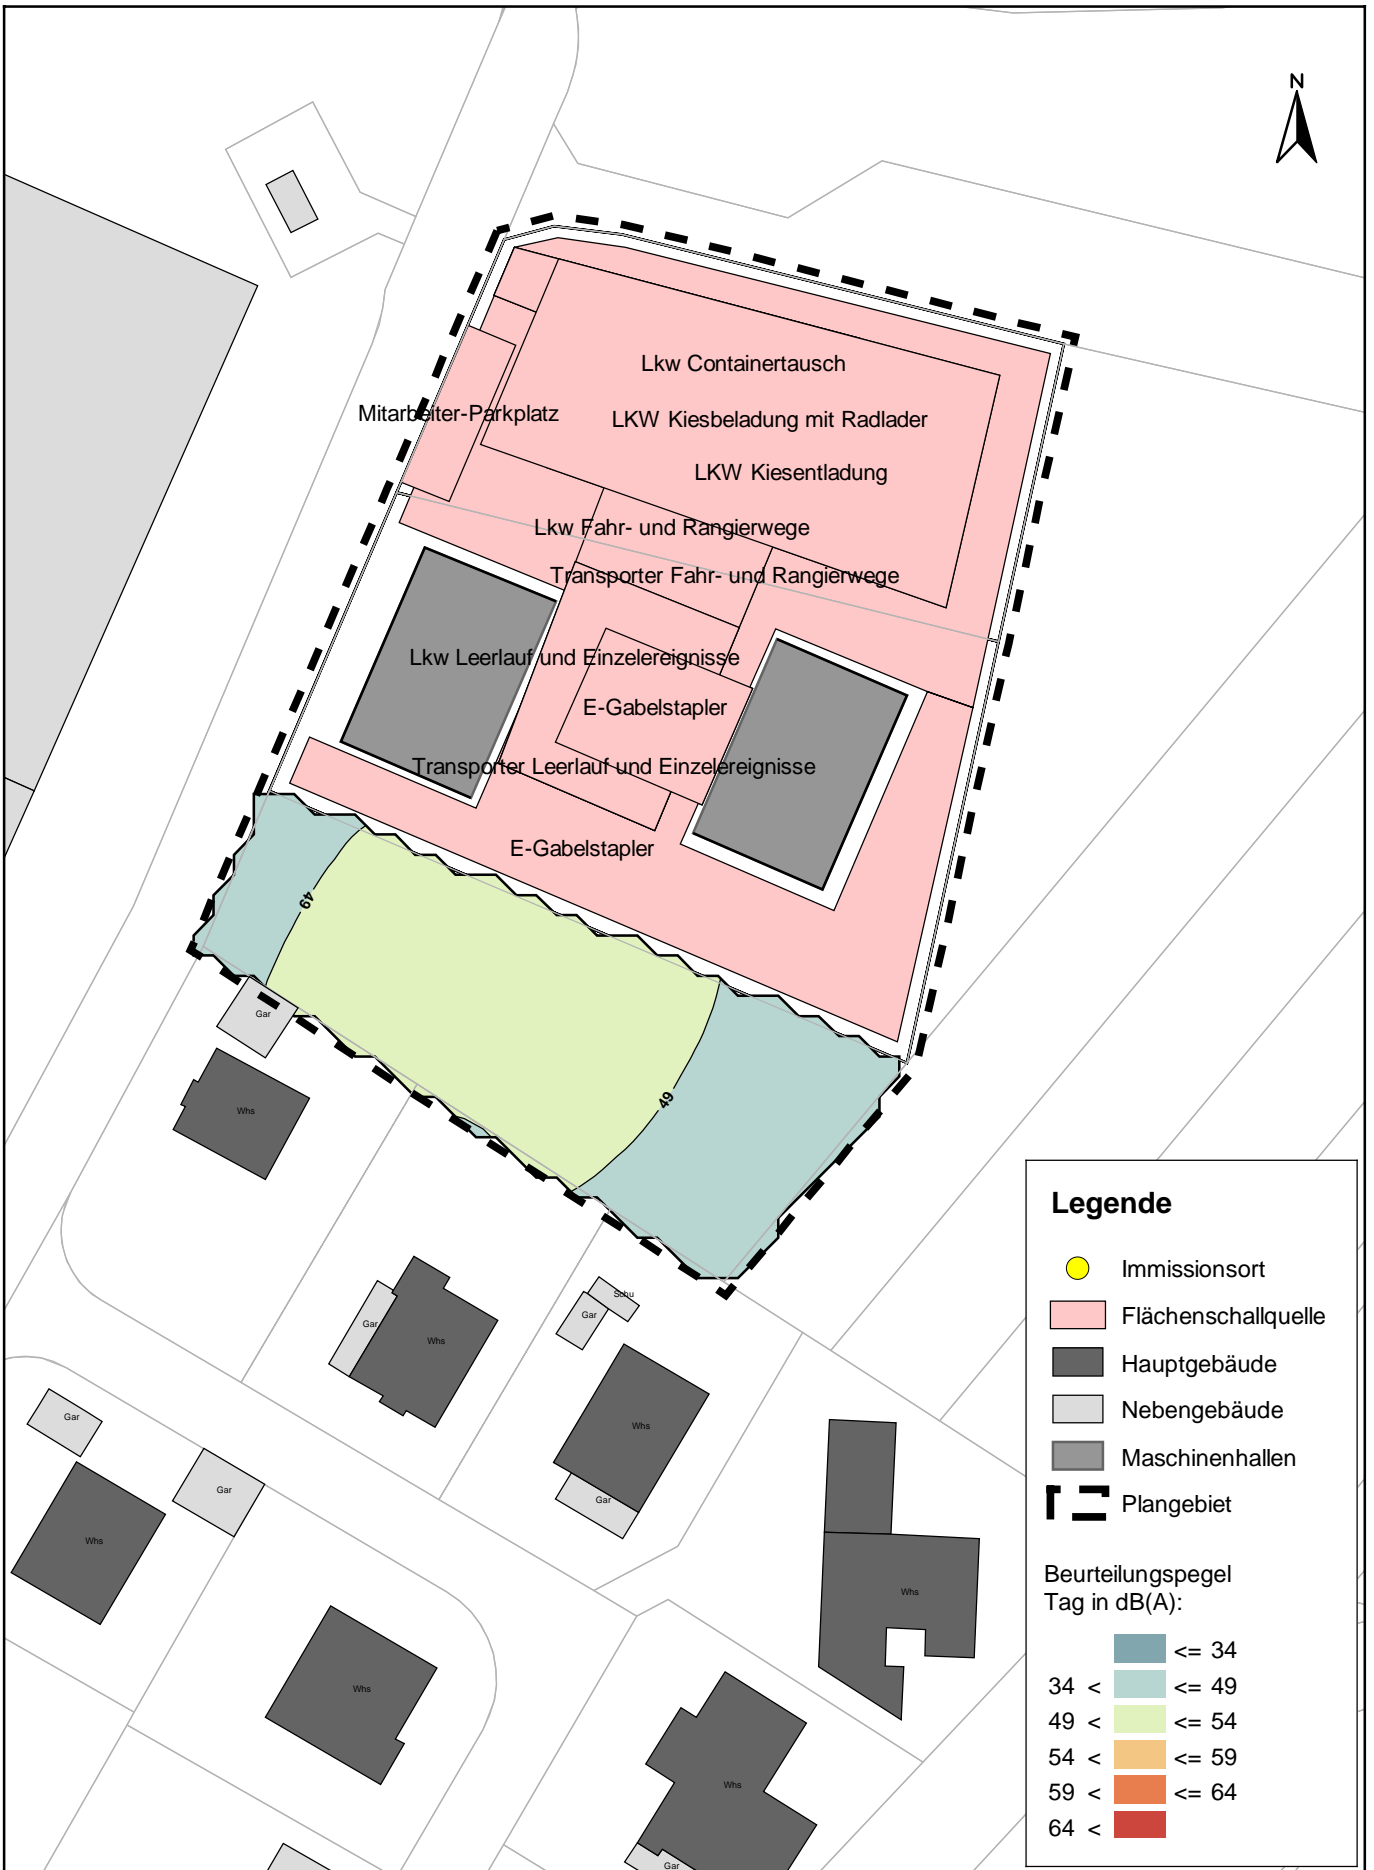 N
Lkw Containertausch
Mitarbeiter-Parkplatz
LKW Kiesbeladung mit Radlader
LKW Kiesentladung
Lkw Fahr- und Rangierwege
Transporter Fahr- und Rangierwege
Lkw Leerlauf und Einzelereignisse
E-Gabelstapler
Transporter Leerlauf und Einzelereignisse
E-Gabelstapler
49
49
Gar
Whs
Schu
Gar
Gar
Whs
Gar
Whs
Gar
Gar
Whs
Whs
Whs
Whs
Gar
Legende
Immissionsort
Flächenschallquelle
Hauptgebäude
Nebengebäude
Maschinenhallen
Plangebiet
Beurteilungspegel
Tag in dB(A):
<= 34
34 < <= 49
49 < <= 54
54 < <= 59
59 < <= 64
64 <